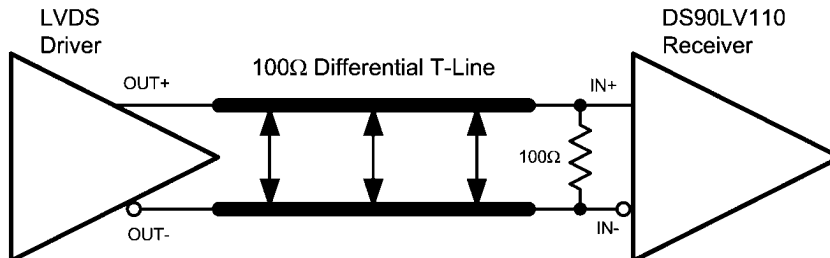 LVDS
Driver
DS90LV110
Receiver
100Ω Differential T-Line
OUT+
IN+
100Ω
OUT-
IN-